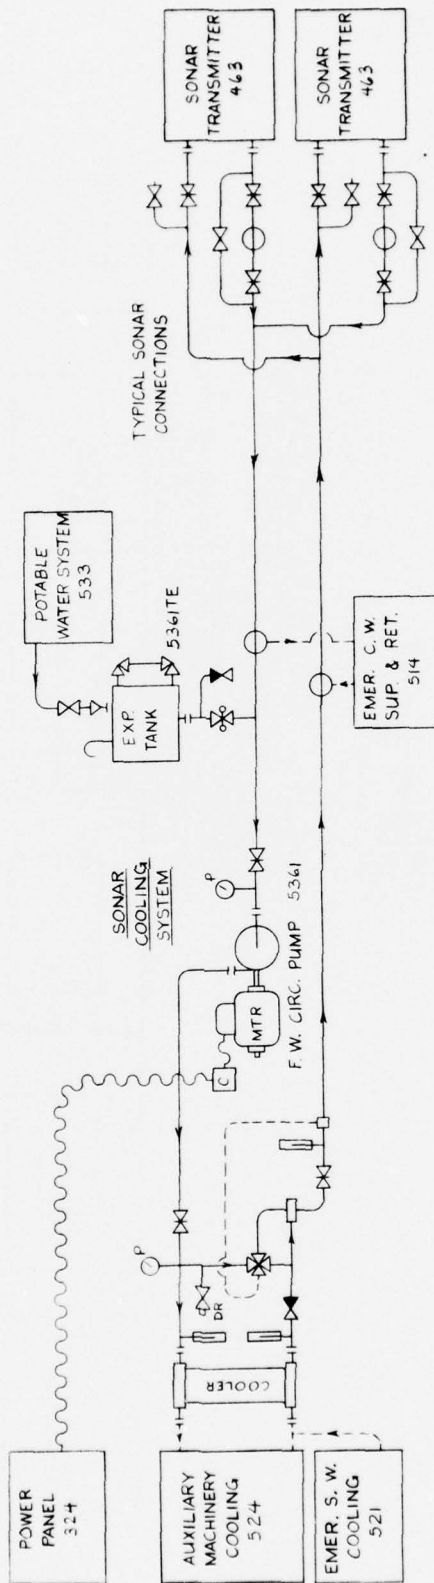 POWER
PANEL
324
AUXILIARY
MACHINERY
COOLING
524
EMER. S.W.
COOLING
521
COOLER
P
DR
C
MTR
P
F.W. CIRC. PUMP 5361
SONAR
COOLING
SYSTEM
POTABLE
WATER SYSTEM
533
EXP.
TANK
5361TE
EMER. C.W.
SUP. & RET.
514
TYPICAL SONAR
CONNECTIONS
SONAR
TRANSMITTER
463
SONAR
TRANSMITTER
463